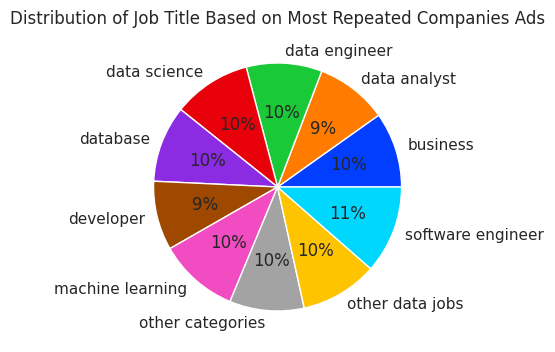 Distribution of Job Title Based on Most Repeated Companies Ads
data engineer
data science
data analyst
10%
10%
9%
database
business
10%
10%
developer
9%
11%
software engineer
10%
10%
10%
machine learning
other data jobs
other categories